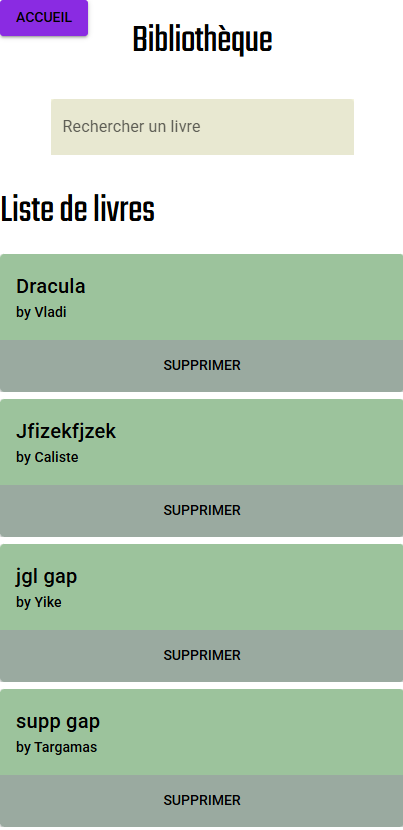 ACCUEIL
Bibliothèque
Rechercher un livre
Liste de livres
Dracula
by Vladi
SUPPRIMER
Jfizekfjzek
by Caliste
SUPPRIMER
jgl gap
by Yike
SUPPRIMER
supp gap
by Targamas
SUPPRIMER